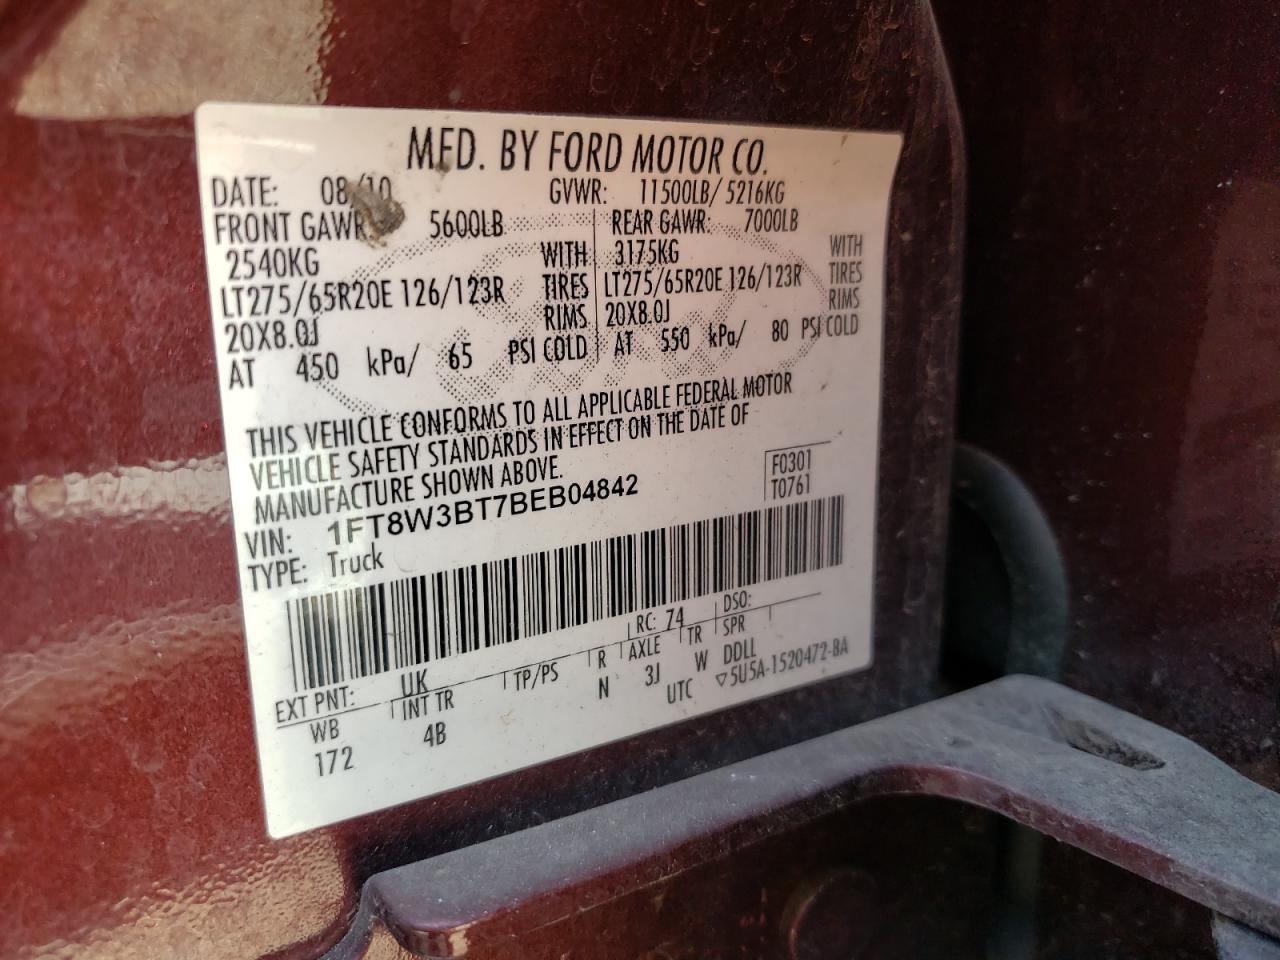 MFD. BY FORD MOTOR CO.
DATE: 08/10 GVWR: 11500LB/ 5216KG
FRONT GAWR: 5600LB REAR GAWR: 7000LB
2540KG WITH 3175KG WITH
LT275/65R20E 126/123R TIRES LT275/65R20E 126/123R TIRES
20X8.0J RIMS 20X8.0J RIMS
AT 450 kPa/ 65 PSI COLD AT 550 kPa/ 80 PSI COLD
THIS VEHICLE CONFORMS TO ALL APPLICABLE FEDERAL MOTOR
VEHICLE SAFETY STANDARDS IN EFFECT ON THE DATE OF
MANUFACTURE SHOWN ABOVE.
F0301
VIN: 1FT8W3BT7BEB04842 T0761
TYPE: Truck
EXT PNT: UK RC: 74 DSO:
WB INT TR TP/PS R AXLE TR SPR
172 4B N 3J W DDLL
UTC ▽5U5A-1520472-BA